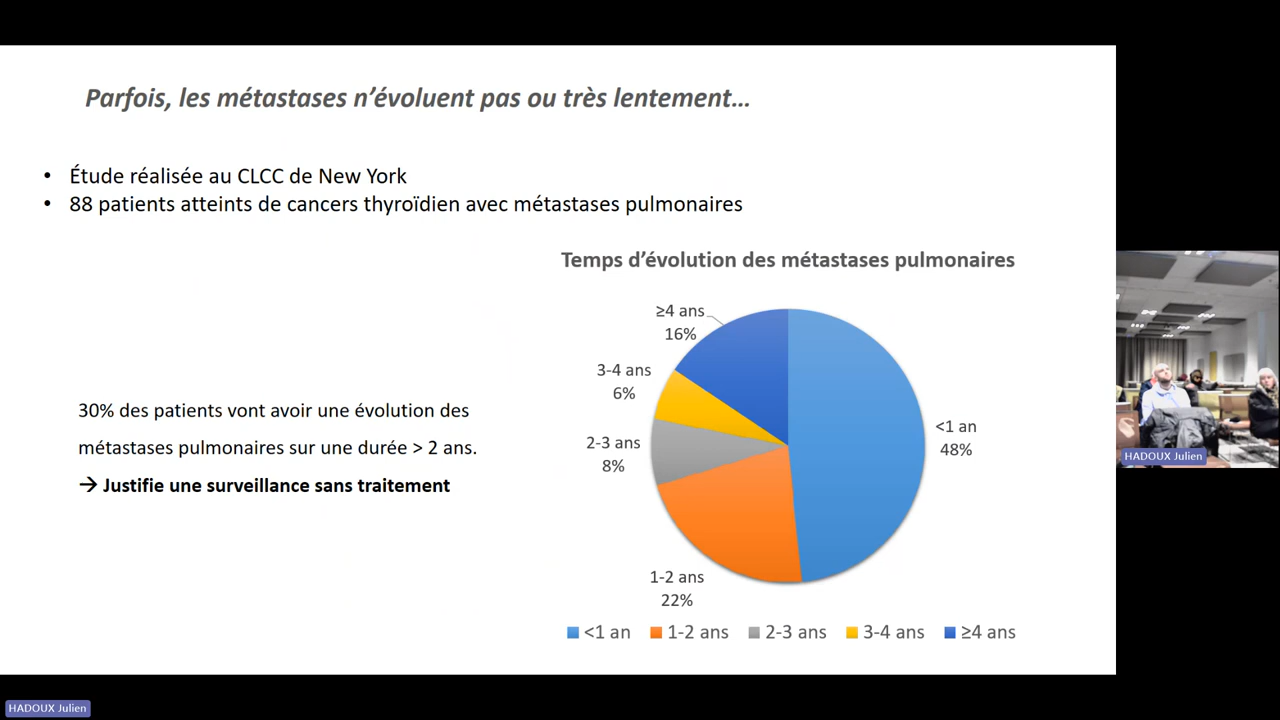 Parfois, les métastases n’évoluent pas ou très lentement…
• Étude réalisée au CLCC de New York
• 88 patients atteints de cancers thyroïdien avec métastases pulmonaires
Temps d’évolution des métastases pulmonaires
≥4 ans
16%
3-4 ans
6%
2-3 ans
8%
1-2 ans
22%
<1 an
48%
30% des patients vont avoir une évolution des
métastases pulmonaires sur une durée > 2 ans.
→ Justifie une surveillance sans traitement
<1 an 1-2 ans 2-3 ans 3-4 ans ≥4 ans
HADOUX Julien
HADOUX Julien